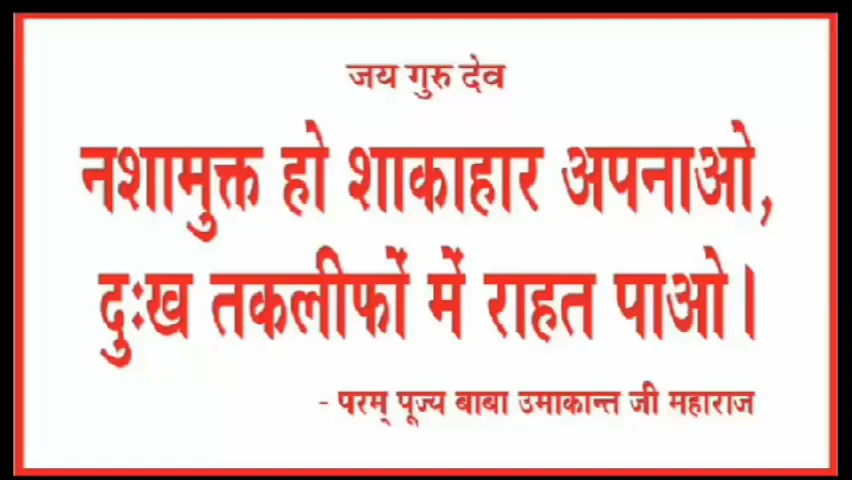 जय गुरु देव
नशामुक्त हो शाकाहार अपनाओ,
दुःख तकलीफों में राहत पाओ।
- परम् पूज्य बाबा उमाकान्त जी महाराज